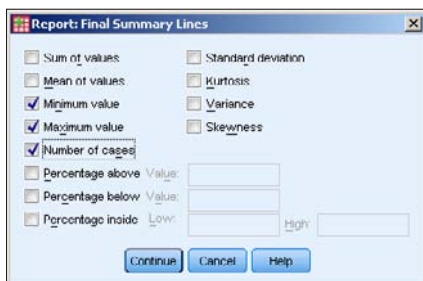 Report: Final Summary Lines
Sum of values Standard deviation
Mean of values Kurtosis
Minimum value Variance
Maximum value Skewness
Number of cases
Percentage above Value:
Percentage below Value:
Percentage inside Low: High:
Continue Cancel Help